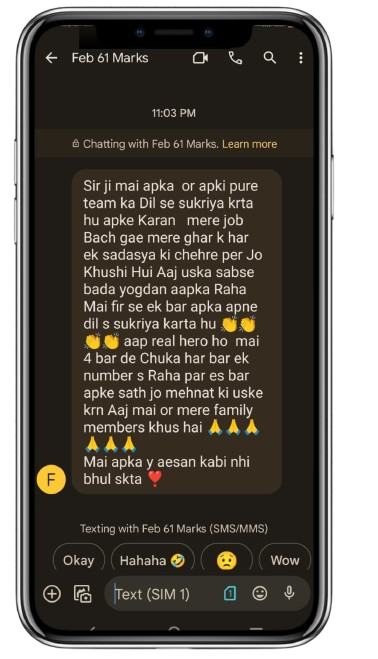 Feb 61 Marks
11:03 PM
Chatting with Feb 61 Marks. Learn more
Sir ji mai apka or apki pure
team ka Dil se sukriya krta
hu apke Karan mere job
Bach gae mere ghar k har
ek sadasya ki chehre per Jo
Khushi Hui Aaj uska sabse
bada yogdan aapka Raha
Mai fir se ek bar apka apne
dil s sukriya karta hu 👏👏
👏👏 aap real hero ho mai
4 bar de Chuka har bar ek
number s Raha par es bar
apke sath jo mehnat ki uske
krn Aaj mai or mere family
members khus hai 🙏🙏🙏
🙏🙏🙏
Mai apka y aesan kabi nhi
bhul skta ❣️
F
Texting with Feb 61 Marks (SMS/MMS)
Okay Hahaha 🤣 😟 Wow
Text (SIM 1) 1